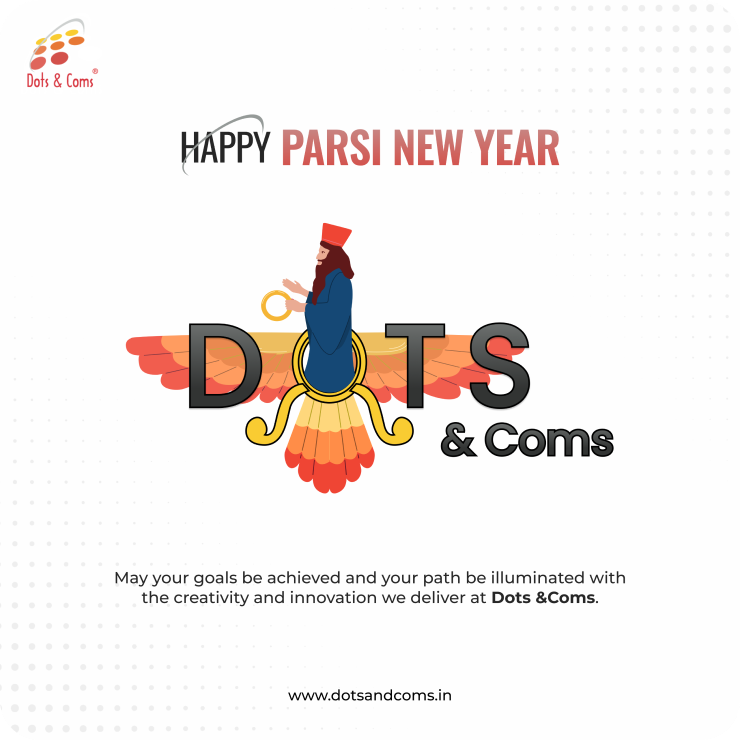 Dots & Coms®
HAPPY PARSI NEW YEAR
DOTS
& Coms
May your goals be achieved and your path be illuminated with
the creativity and innovation we deliver at Dots &Coms.
www.dotsandcoms.in